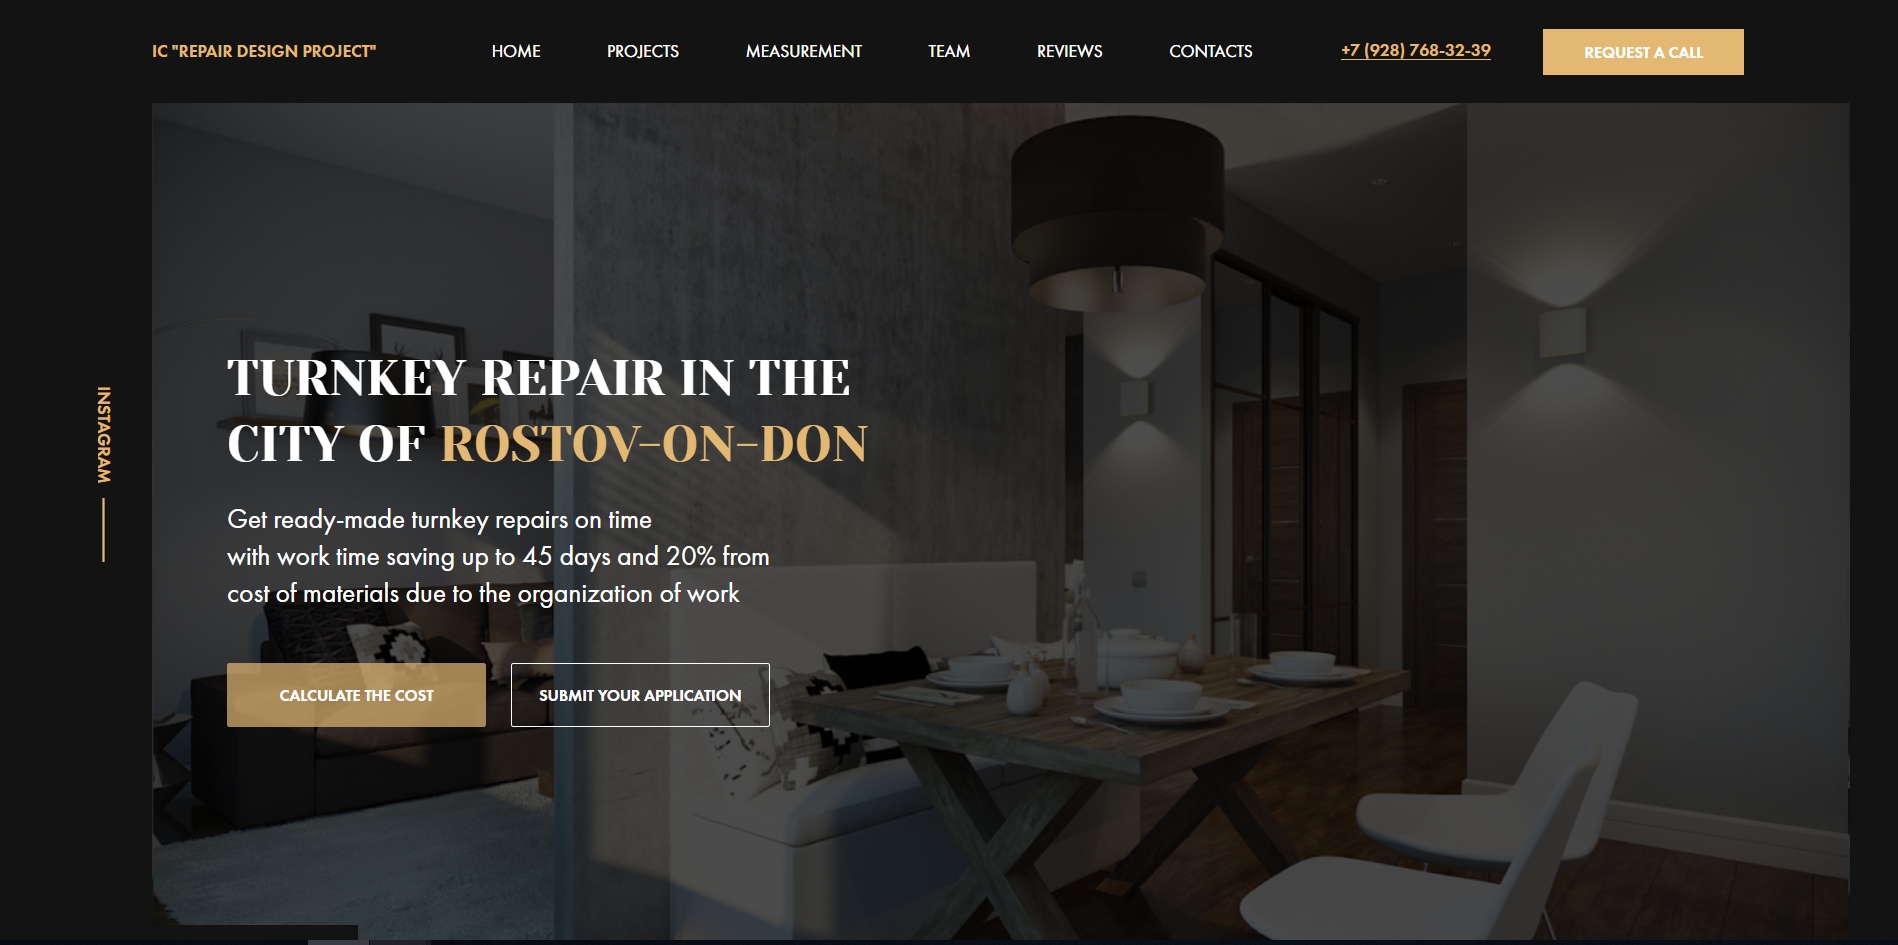 IC "REPAIR DESIGN PROJECT"
HOME
PROJECTS
MEASUREMENT
TEAM
REVIEWS
CONTACTS
+7 (928) 768-32-39
REQUEST A CALL
INSTAGRAM
TURNKEY REPAIR IN THE
CITY OF ROSTOV-ON-DON
Get ready-made turnkey repairs on time
with work time saving up to 45 days and 20% from
cost of materials due to the organization of work
CALCULATE THE COST
SUBMIT YOUR APPLICATION